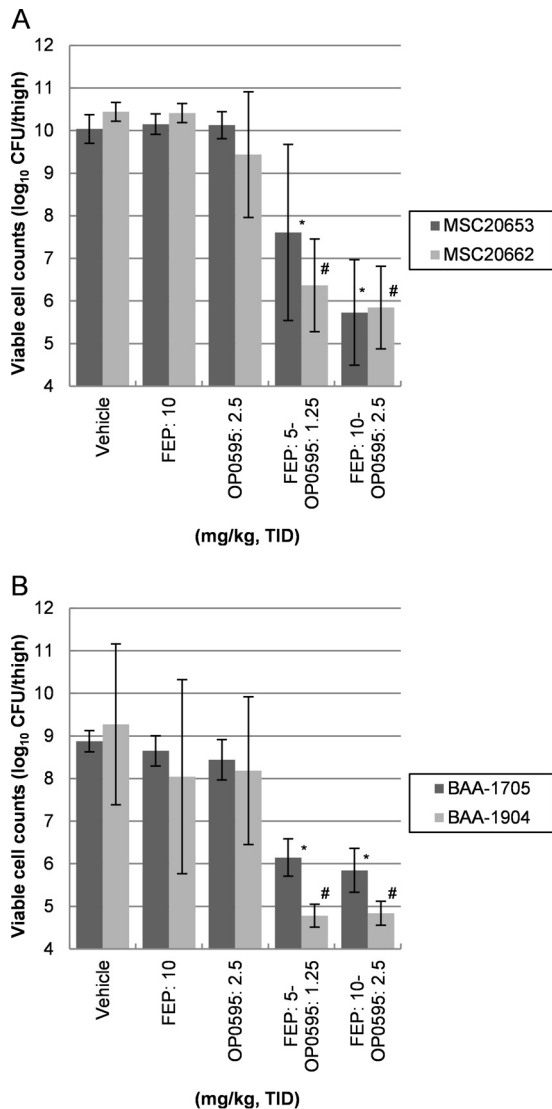 A
Viable cell counts (log10 CFU/thigh)
12
11
10
9
8
7
6
5
4
*
#
*
#
Vehicle
FEP: 10
OP0595: 2.5
FEP: 5-
OP0595: 1.25
FEP: 10-
OP0595: 2.5
(mg/kg, TID)
MSC20653
MSC20662
B
Viable cell counts (log10 CFU/thigh)
12
11
10
9
8
7
6
5
4
*
#
*
#
Vehicle
FEP: 10
OP0595: 2.5
FEP: 5-
OP0595: 1.25
FEP: 10-
OP0595: 2.5
(mg/kg, TID)
BAA-1705
BAA-1904